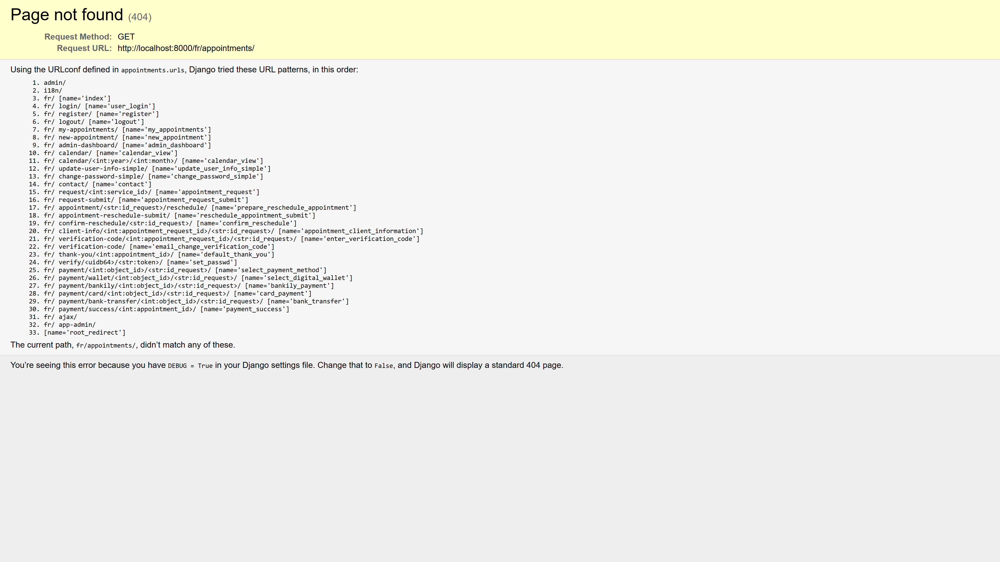 Page not found (404)
Request Method: GET
Request URL: http://localhost:8000/fr/appointments/
Using the URLconf defined in appointments.urls, Django tried these URL patterns, in this order:
1. admin/
2. i18n/
3. fr/ [name='index']
4. fr/ login/ [name='user_login']
5. fr/ register/ [name='register']
6. fr/ logout/ [name='logout']
7. fr/ my-appointments/ [name='my_appointments']
8. fr/ new-appointment/ [name='new_appointment']
9. fr/ admin-dashboard/ [name='admin_dashboard']
10. fr/ calendar/ [name='calendar_view']
11. fr/ calendar/<int:year>/<int:month>/ [name='calendar_view']
12. fr/ update-user-info-simple/ [name='update_user_info_simple']
13. fr/ change-password-simple/ [name='change_password_simple']
14. fr/ contact/ [name='contact']
15. fr/ request/<int:service_id>/ [name='appointment_request']
16. fr/ request-submit/ [name='appointment_request_submit']
17. fr/ appointment/<str:id_request>/reschedule/ [name='prepare_reschedule_appointment']
18. fr/ appointment-reschedule-submit/ [name='reschedule_appointment_submit']
19. fr/ confirm-reschedule/<str:id_request>/ [name='confirm_reschedule']
20. fr/ client-info/<int:appointment_request_id>/<str:id_request>/ [name='appointment_client_information']
21. fr/ verification-code/<int:appointment_request_id>/<str:id_request>/ [name='enter_verification_code']
22. fr/ verification-code/ [name='email_change_verification_code']
23. fr/ thank-you/<int:appointment_id>/ [name='default_thank_you']
24. fr/ verify/<uidb64>/<str:token>/ [name='set_passwd']
25. fr/ payment/<int:object_id>/<str:id_request>/ [name='select_payment_method']
26. fr/ payment/wallet/<int:object_id>/<str:id_request>/ [name='select_digital_wallet']
27. fr/ payment/bankily/<int:object_id>/<str:id_request>/ [name='bankily_payment']
28. fr/ payment/card/<int:object_id>/<str:id_request>/ [name='card_payment']
29. fr/ payment/bank-transfer/<int:object_id>/<str:id_request>/ [name='bank_transfer']
30. fr/ payment/success/<int:appointment_id>/ [name='payment_success']
31. fr/ ajax/
32. fr/ app-admin/
33. [name='root_redirect']
The current path, fr/appointments/, didn’t match any of these.
You’re seeing this error because you have DEBUG = True in your Django settings file. Change that to False, and Django will display a standard 404 page.